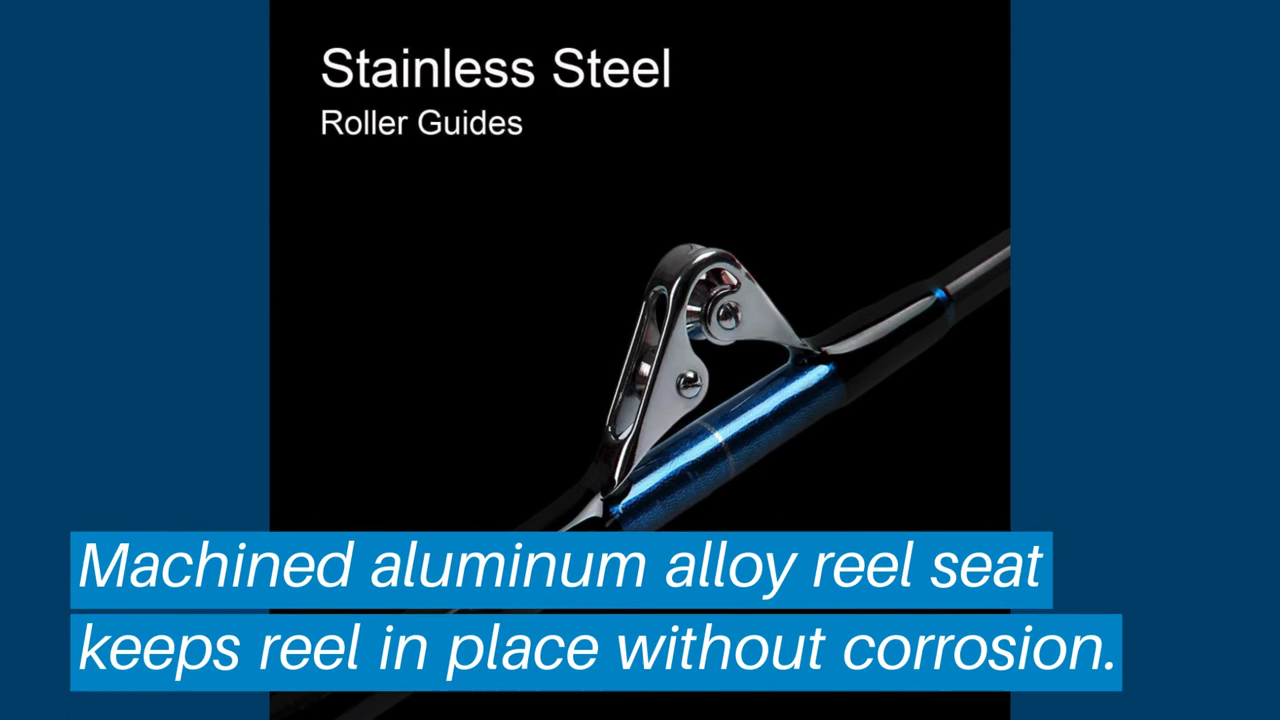 Stainless Steel
Roller Guides
Machined aluminum alloy reel seat
keeps reel in place without corrosion.